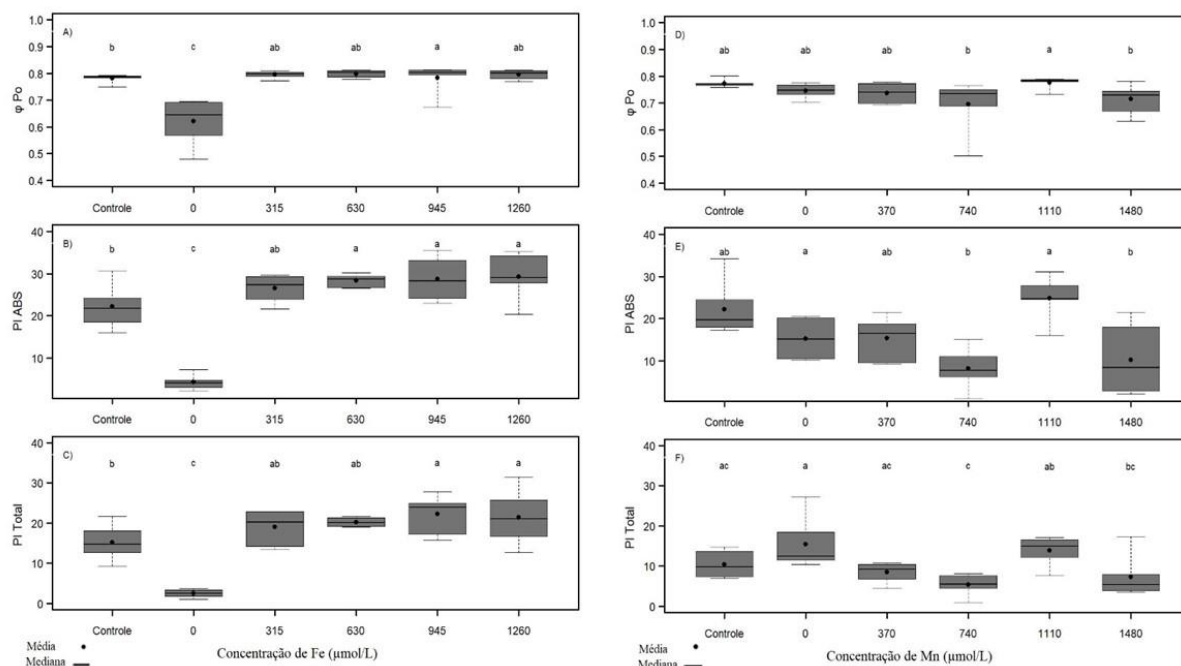 A)
φ Po
1.0
0.9
0.8
0.7
0.6
0.5
0.4
b c ab ab a ab
Controle 0 315 630 945 1260
B)
PI ABS
40
30
20
10
b c ab a a a
Controle 0 315 630 945 1260
C)
PI Total
40
30
20
10
0
b c ab ab a a
Controle 0 315 630 945 1260
Média
Mediana
Concentração de Fe (µmol/L)
D)
φ Po
1.0
0.9
0.8
0.7
0.6
0.5
0.4
ab ab ab b a b
Controle 0 370 740 1110 1480
E)
PI ABS
40
30
20
10
ab ab ab b a b
Controle 0 370 740 1110 1480
F)
PI Total
40
30
20
10
0
ac a ac c ab bc
Controle 0 370 740 1110 1480
Média
Mediana
Concentração de Mn (µmol/L)